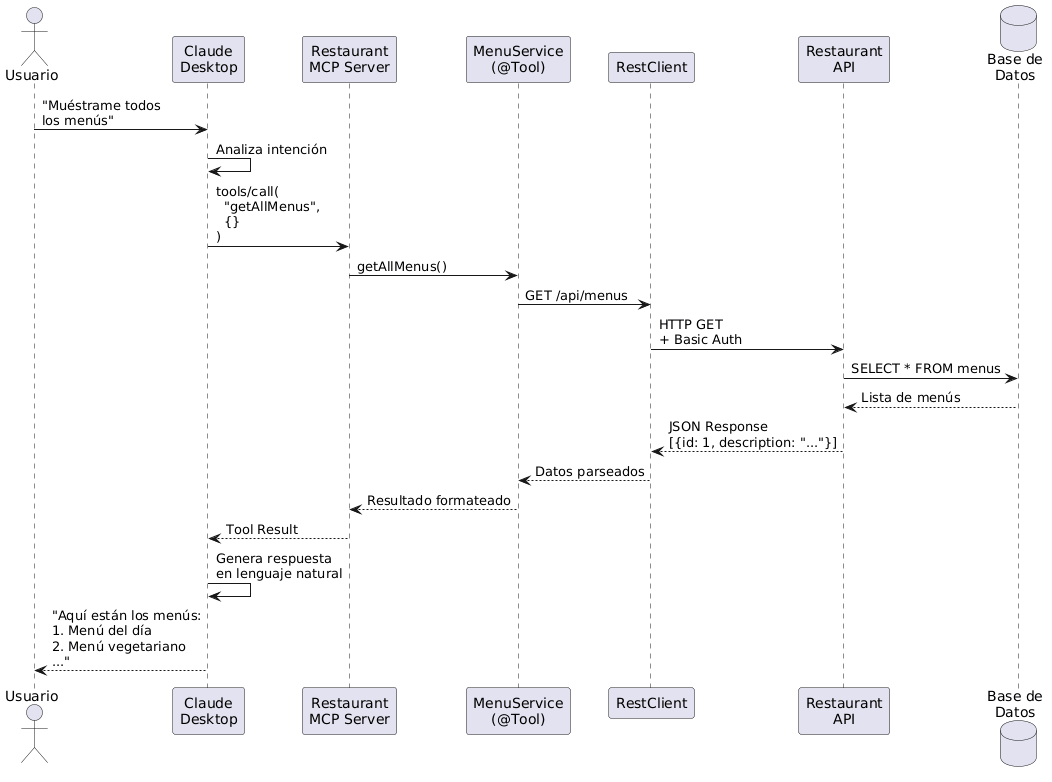 Usuario
Claude
Desktop
Restaurant
MCP Server
MenuService
(@Tool)
RestClient
Restaurant
API
Base de
Datos
"Muéstrame todos
los menús"
Analiza intención
tools/call(
"getAllMenus",
{}
)
getAllMenus()
GET /api/menus
HTTP GET
+ Basic Auth
SELECT * FROM menus
Lista de menús
JSON Response
[{id: 1, description: "..."}]
Datos parseados
Resultado formateado
Tool Result
Genera respuesta
en lenguaje natural
"Aquí están los menús:
1. Menú del día
2. Menú vegetariano
..."
Usuario
Claude
Desktop
Restaurant
MCP Server
MenuService
(@Tool)
RestClient
Restaurant
API
Base de
Datos